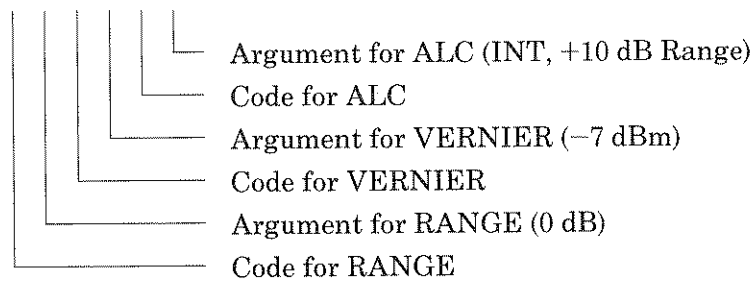 Argument for ALC (INT, +10 dB Range)
Code for ALC
Argument for VERNIER (−7 dBm)
Code for VERNIER
Argument for RANGE (0 dB)
Code for RANGE